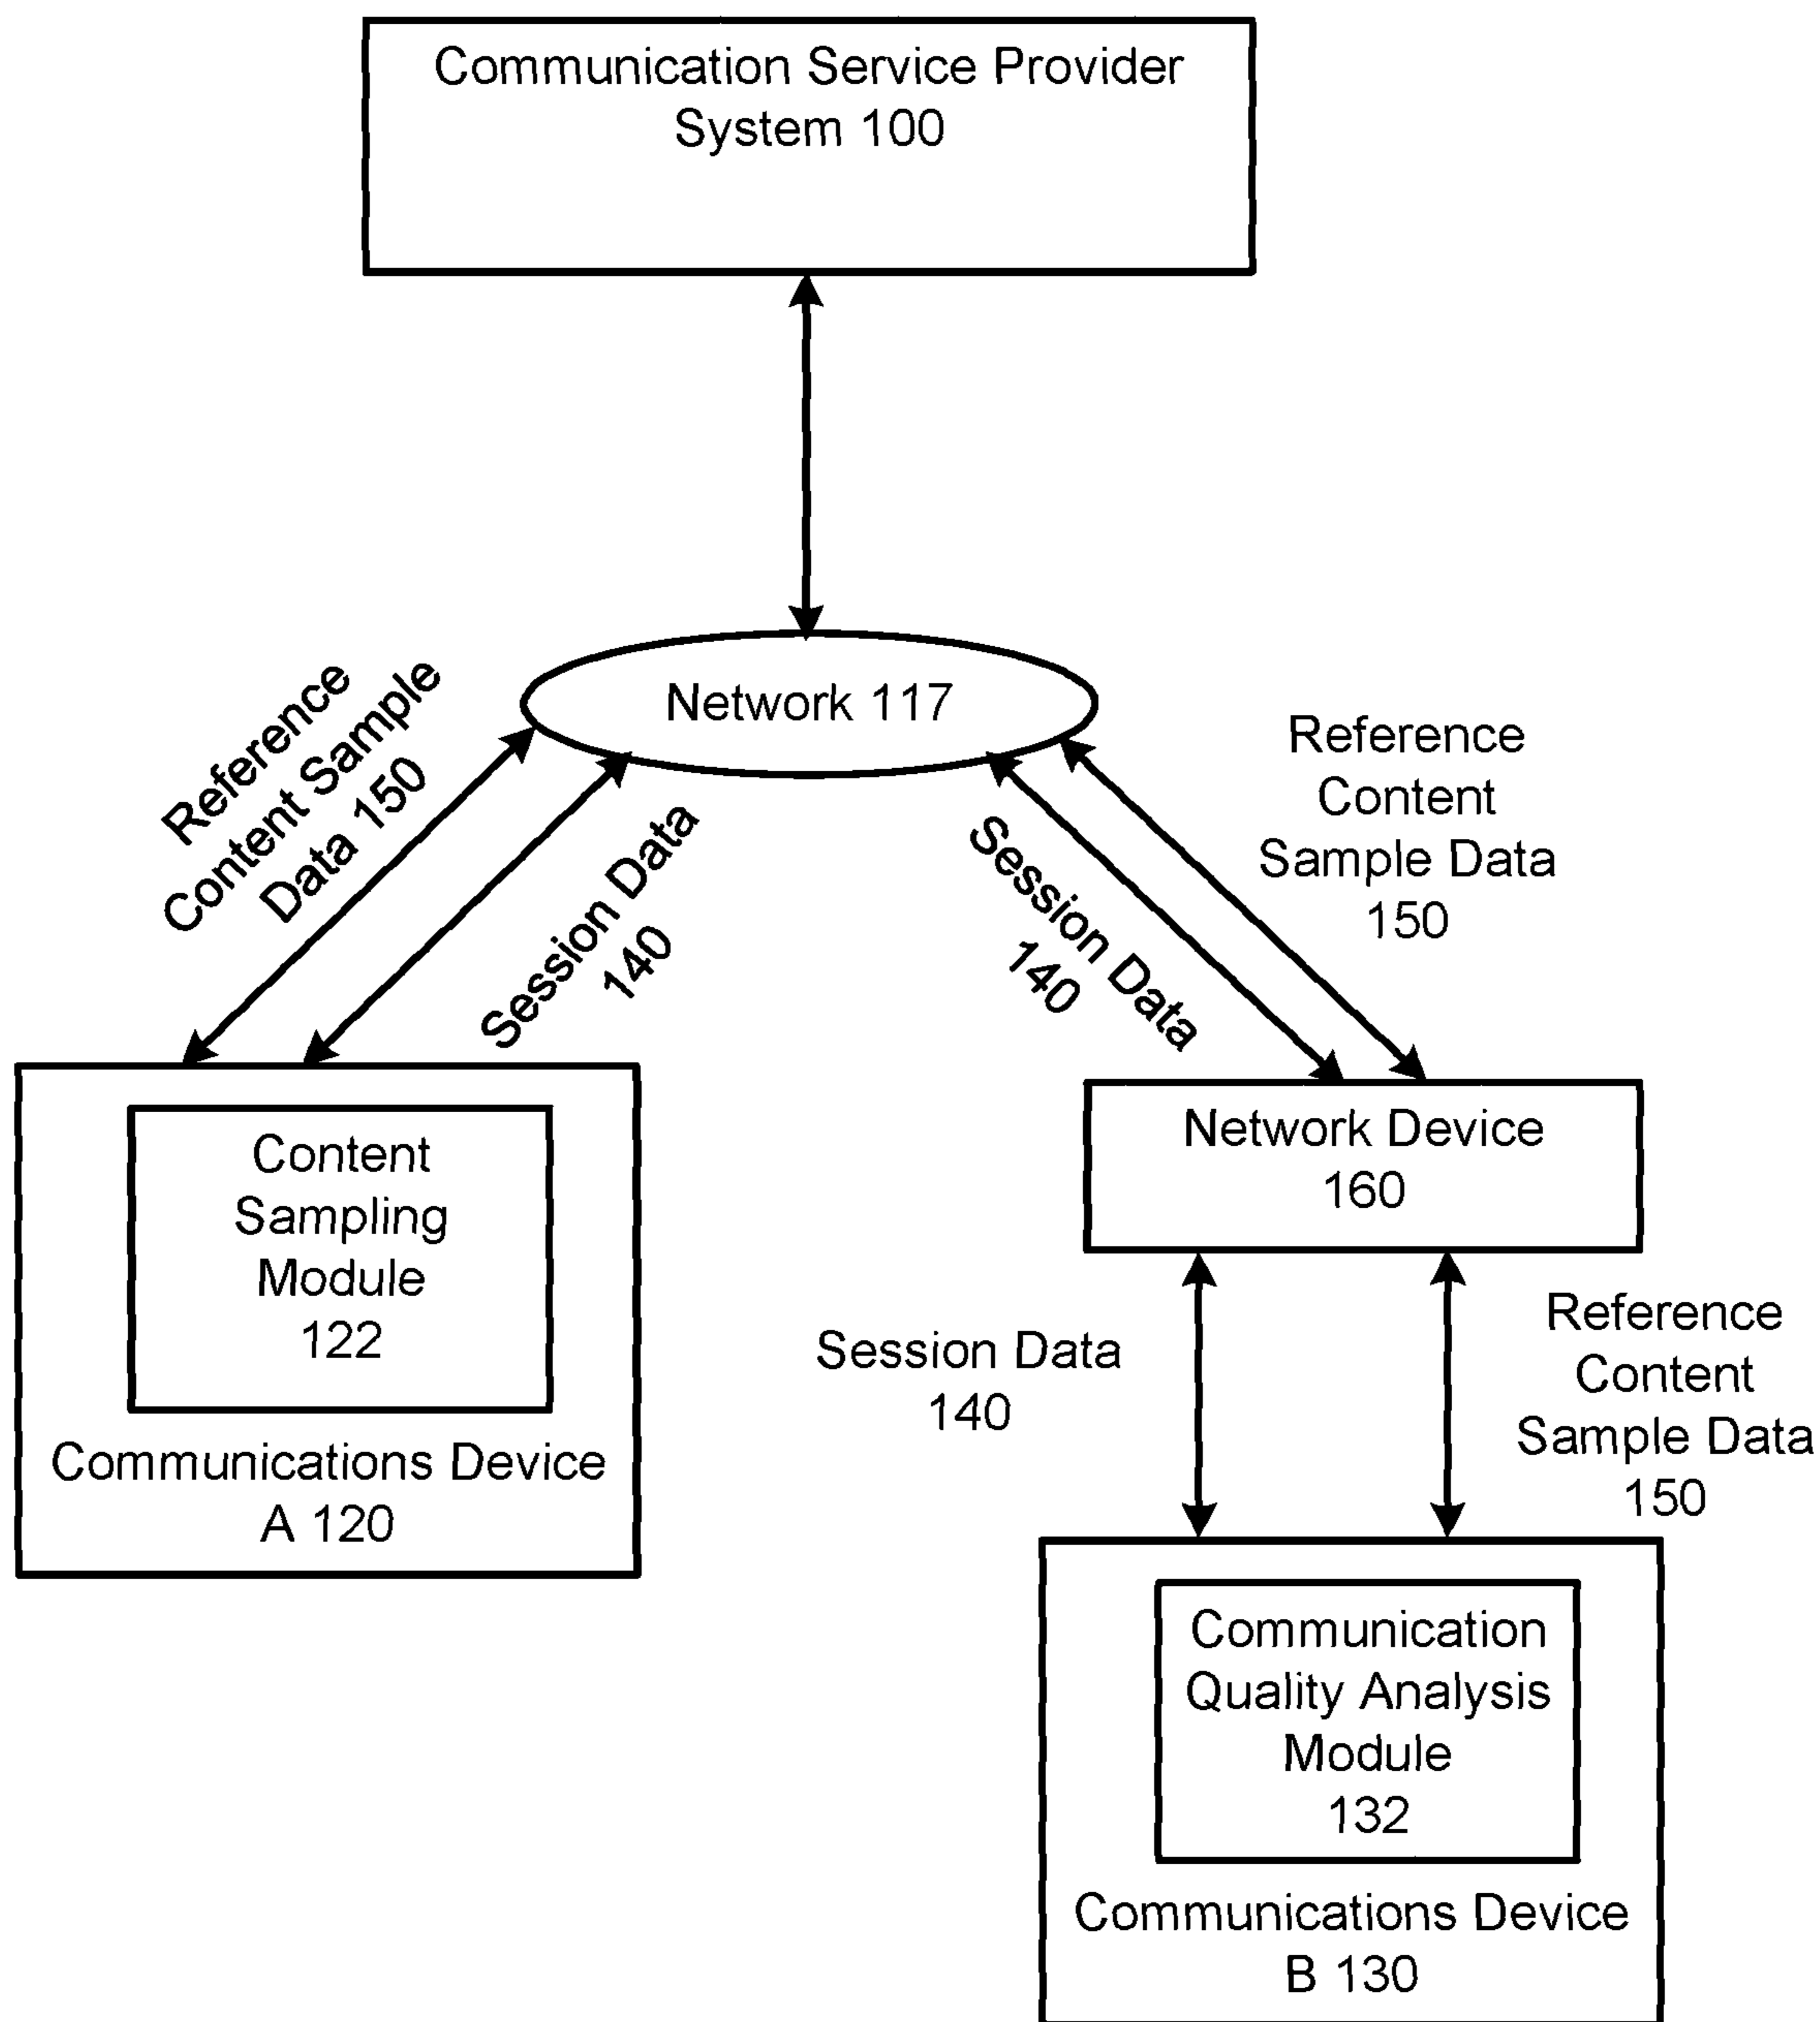 Communication Service Provider
System 100
Network 117
Reference
Content Sample
Data 150
Session Data
140
Session Data
140
Reference
Content
Sample Data
150
Content
Sampling
Module
122
Communications Device
A 120
Network Device
160
Session Data
140
Reference
Content
Sample Data
150
Communication
Quality Analysis
Module
132
Communications Device
B 130